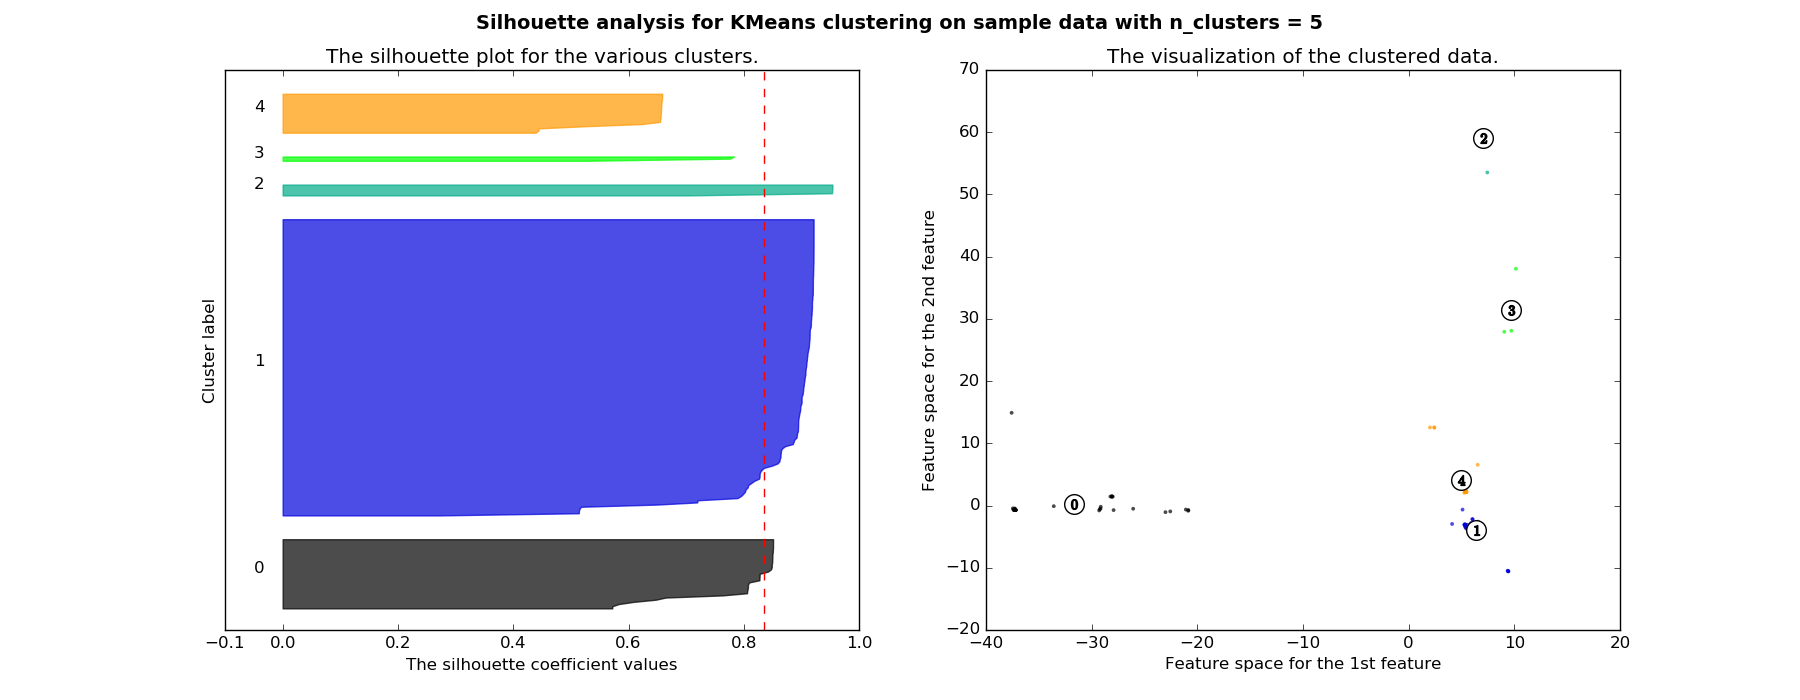 Silhouette analysis for KMeans clustering on sample data with n_clusters = 5
The silhouette plot for the various clusters.
4
3
2
1
0
Cluster label
−0.1 0.0 0.2 0.4 0.6 0.8 1.0
The silhouette coefficient values
The visualization of the clustered data.
70
60
50
40
30
20
10
0
−10
−20
Feature space for the 2nd feature
2
3
4
0
1
−40 −30 −20 −10 0 10 20
Feature space for the 1st feature